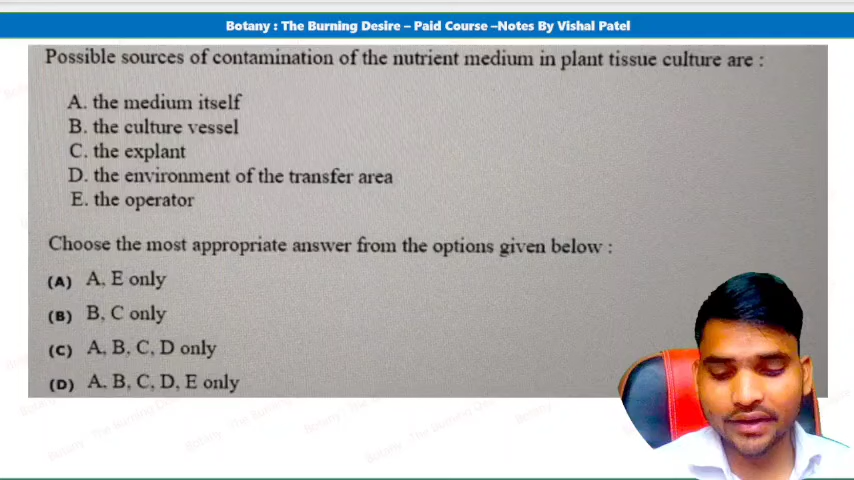 Botany : The Burning Desire – Paid Course –Notes By Vishal Patel
Possible sources of contamination of the nutrient medium in plant tissue culture are :
A. the medium itself
B. the culture vessel
C. the explant
D. the environment of the transfer area
E. the operator
Choose the most appropriate answer from the options given below :
(A) A, E only
(B) B, C only
(C) A, B, C, D only
(D) A. B, C, D, E only